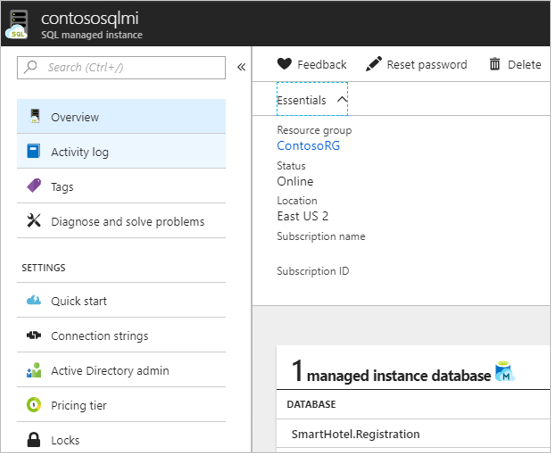 contososqlmi
SQL managed instance
Search (Ctrl+/)
Overview
Activity log
Tags
Diagnose and solve problems
SETTINGS
Quick start
Connection strings
Active Directory admin
Pricing tier
Locks
Feedback
Reset password
Delete
Essentials
Resource group
ContosoRG
Status
Online
Location
East US 2
Subscription name
Subscription ID
1 managed instance database
DATABASE
SmartHotel.Registration